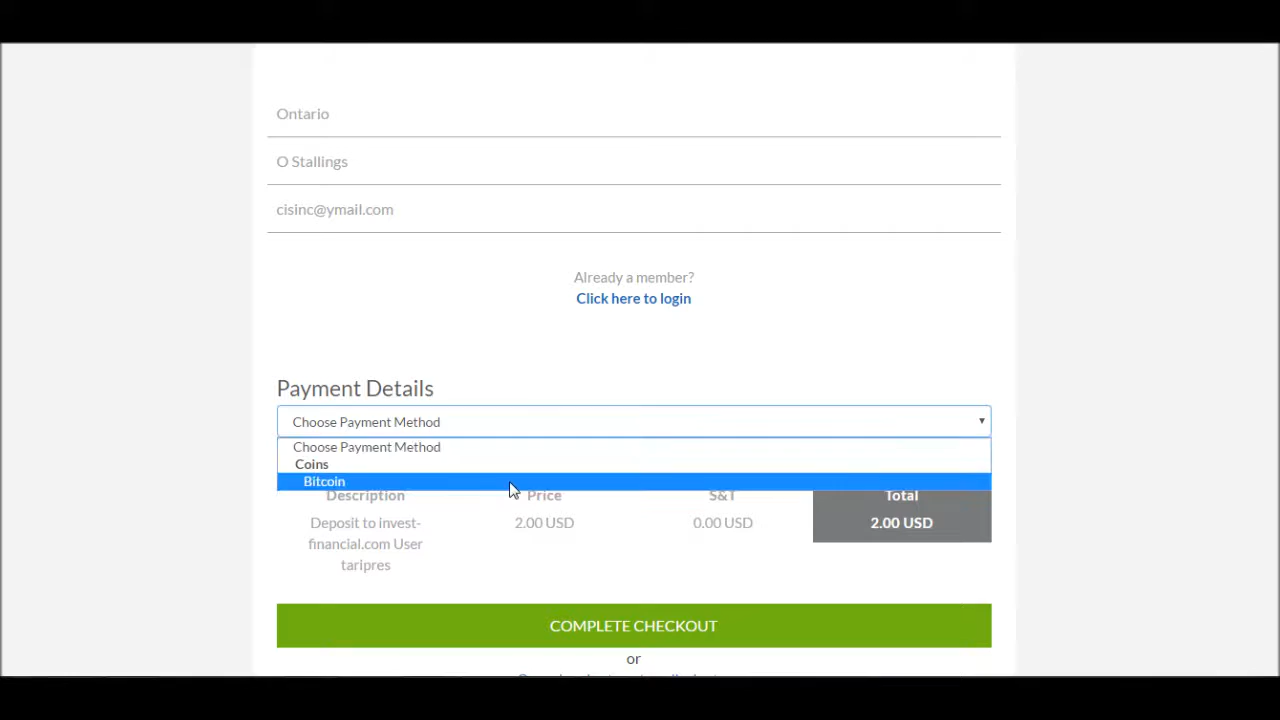 Ontario
O Stallings
cisinc@ymail.com
Already a member?
Click here to login
Payment Details
Choose Payment Method
Choose Payment Method
Coins
Bitcoin
Description Price S&T Total
Deposit to invest- 2.00 USD 0.00 USD 2.00 USD
financial.com User
taripres
COMPLETE CHECKOUT
or